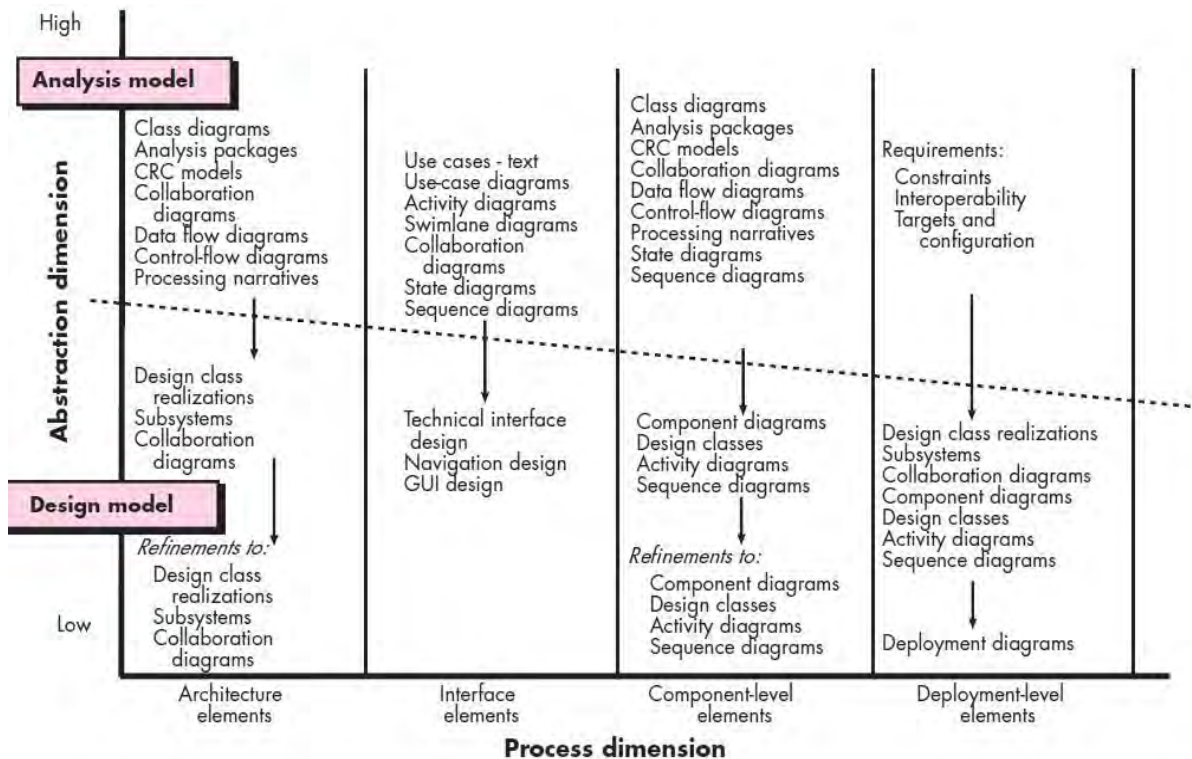 High
Analysis model
Abstraction dimension
Class diagrams
Analysis packages
CRC models
Collaboration
diagrams
Data flow diagrams
Control-flow diagrams
Processing narratives
Design class
realizations
Subsystems
Collaboration
diagrams
Design model
Refinements to:
Design class
realizations
Subsystems
Collaboration
diagrams
Low
Use cases - text
Use-case diagrams
Activity diagrams
Swimlane diagrams
Collaboration
diagrams
State diagrams
Sequence diagrams
Technical interface
design
Navigation design
GUI design
Class diagrams
Analysis packages
CRC models
Collaboration diagrams
Data flow diagrams
Control-flow diagrams
Processing narratives
State diagrams
Sequence diagrams
Component diagrams
Design classes
Activity diagrams
Sequence diagrams
Refinements to:
Component diagrams
Design classes
Activity diagrams
Sequence diagrams
Requirements:
Constraints
Interoperability
Targets and
configuration
Design class realizations
Subsystems
Collaboration diagrams
Component diagrams
Design classes
Activity diagrams
Sequence diagrams
Deployment diagrams
Architecture
elements
Interface
elements
Component-level
elements
Deployment-level
elements
Process dimension